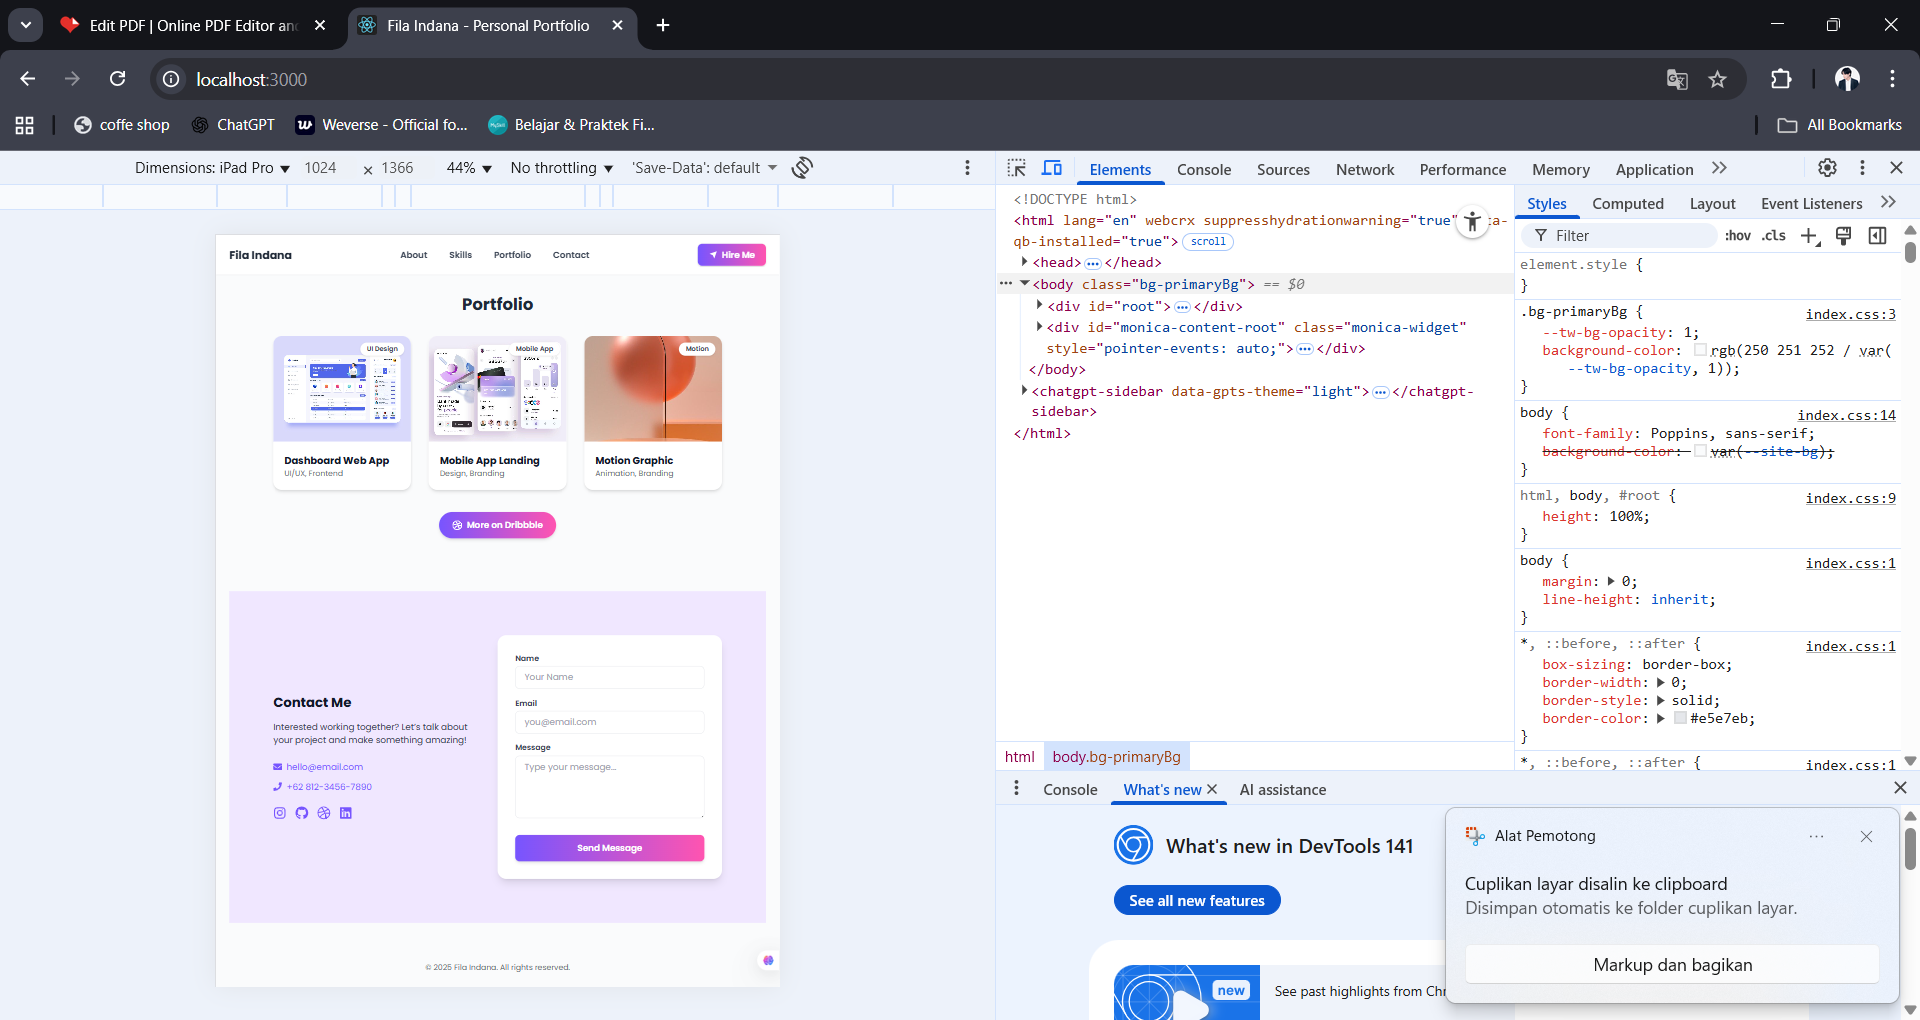 Edit PDF | Online PDF Editor an
Fila Indana - Personal Portfolio
localhost:3000
coffe shop
ChatGPT
Weverse - Official fo...
Belajar & Praktek Fi...
All Bookmarks
Dimensions: iPad Pro 1024 × 1366 44% No throttling 'Save-Data': default
Fila Indana
About Skills Portfolio Contact
Hire Me
Portfolio
UI Design
Mobile App
Motion
Dashboard Web App
UI/UX, Frontend
Mobile App Landing
Design, Branding
Motion Graphic
Animation, Branding
More on Dribbble
Contact Me
Interested working together? Let's talk about
your project and make something amazing!
hello@email.com
+62 812-3456-7890
Name
Your Name
Email
you@email.com
Message
Type your message...
Send Message
© 2025 Fila Indana. All rights reserved.
Elements Console Sources Network Performance Memory Application
<!DOCTYPE html>
<html lang="en" webcrx suppresshydrationwarning="true" ta-
qb-installed="true"> scroll
<head> … </head>
<body class="bg-primaryBg"> == $0
<div id="root"> … </div>
<div id="monica-content-root" class="monica-widget"
style="pointer-events: auto;"> … </div>
</body>
<chatgpt-sidebar data-gpts-theme="light"> … </chatgpt-
sidebar>
</html>
html body.bg-primaryBg
Styles Computed Layout Event Listeners
Filter :hov .cls
element.style {
}
.bg-primaryBg { index.css:3
--tw-bg-opacity: 1;
background-color: rgb(250 251 252 / var(
--tw-bg-opacity, 1));
}
body { index.css:14
font-family: Poppins, sans-serif;
background-color: var(--site-bg);
}
html, body, #root { index.css:9
height: 100%;
}
body { index.css:1
margin: 0;
line-height: inherit;
}
*, ::before, ::after { index.css:1
box-sizing: border-box;
border-width: 0;
border-style: solid;
border-color: #e5e7eb;
}
*, ::before, ::after { index.css:1
Console What's new AI assistance
What's new in DevTools 141
See all new features
new
See past highlights from Chr
Alat Pemotong
Cuplikan layar disalin ke clipboard
Disimpan otomatis ke folder cuplikan layar.
Markup dan bagikan